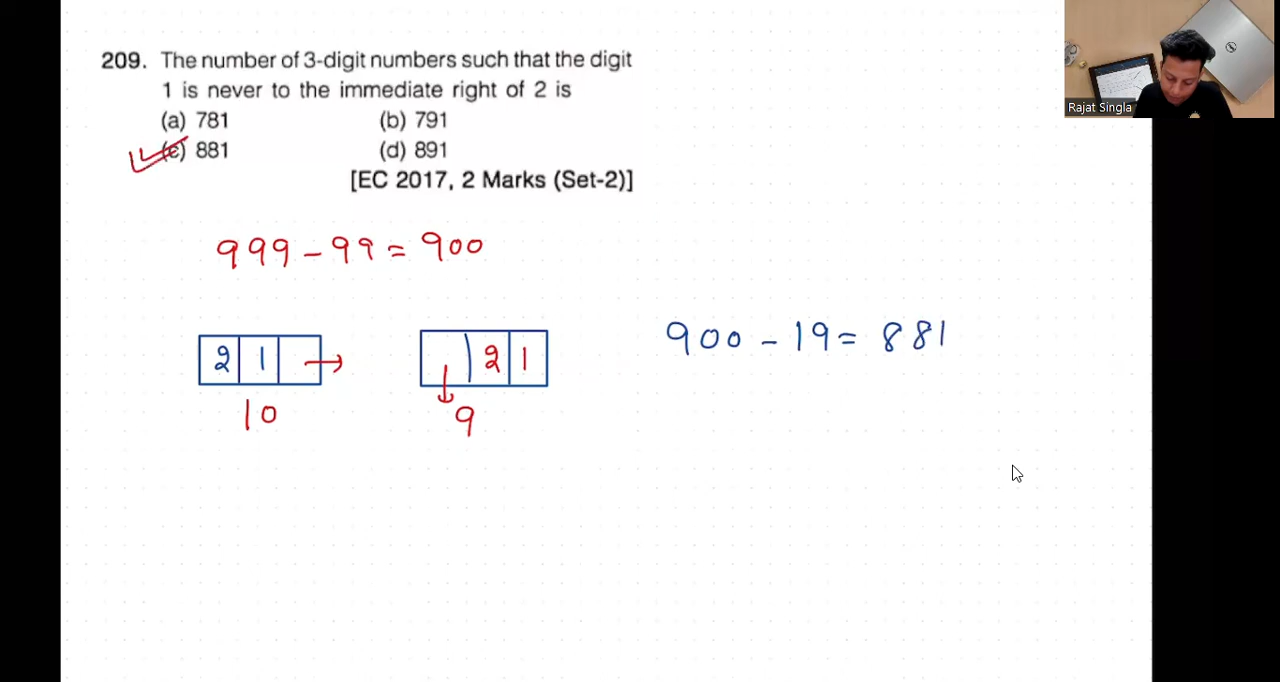 209. The number of 3-digit numbers such that the digit
1 is never to the immediate right of 2 is
(a) 781 (b) 791
(c) 881 (d) 891
[EC 2017, 2 Marks (Set-2)]
999 - 99 = 900
2 1
10
2 1
9
900 - 19 = 881
Rajat Singla